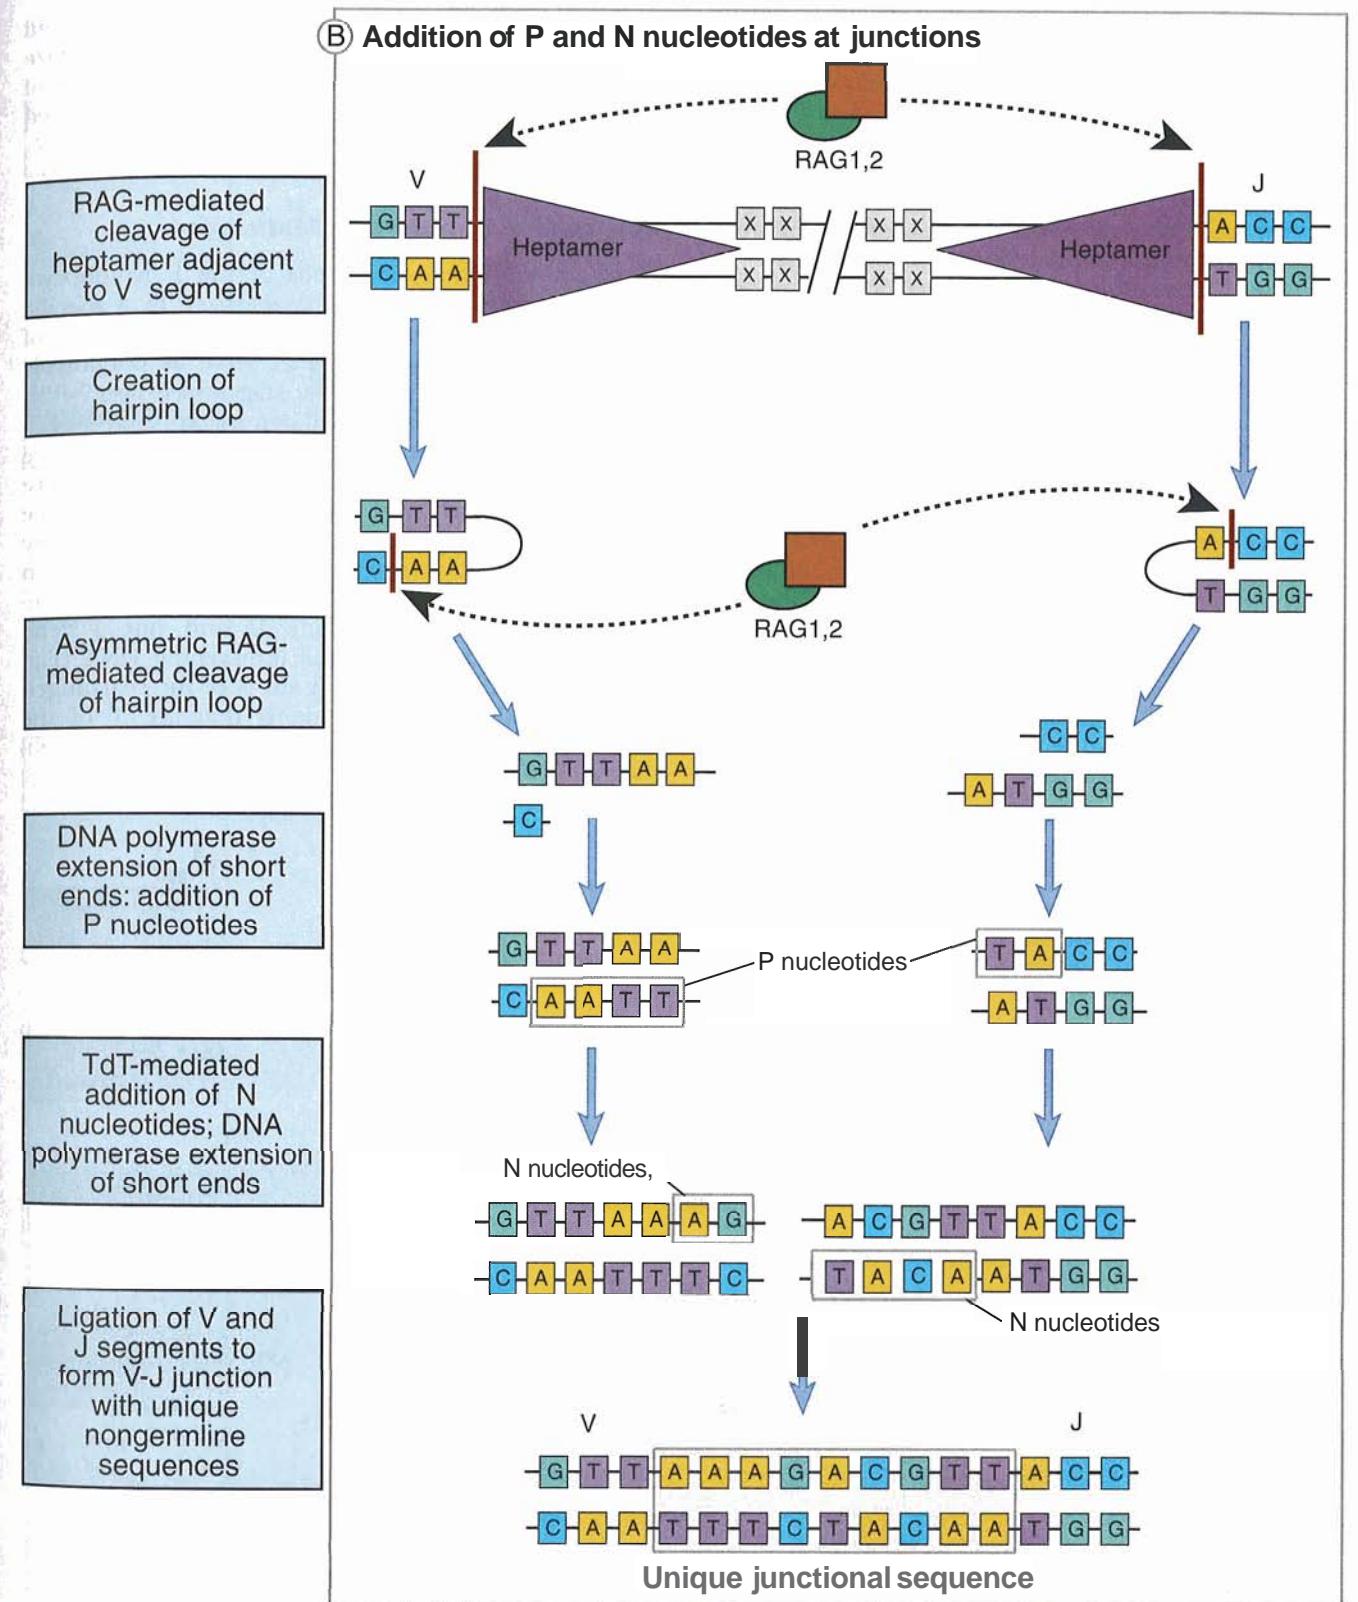 B Addition of P and N nucleotides at junctions
RAG1,2
V
J
RAG-mediated
cleavage of
heptamer adjacent
to V segment
G T T Heptamer X X X X Heptamer A C C
C A A X X X X T G G
Creation of
hairpin loop
G T T
C A A
A C C
T G G
RAG1,2
Asymmetric RAG-
mediated cleavage
of hairpin loop
G T T A A
C
C C
A T G G
DNA polymerase
extension of short
ends: addition of
P nucleotides
G T T A A
C A A T T
P nucleotides
T A C C
A T G G
TdT-mediated
addition of N
nucleotides; DNA
polymerase extension
of short ends
N nucleotides,
G T T A A A G
C A A T T T C
A C G T T A C C
T A C A A T G G
N nucleotides
Ligation of V and
J segments to
form V-J junction
with unique
nongermline
sequences
V
J
G T T A A A G A C G T T A C C
C A A T T T C T A C A A T G G
Unique junctional sequence